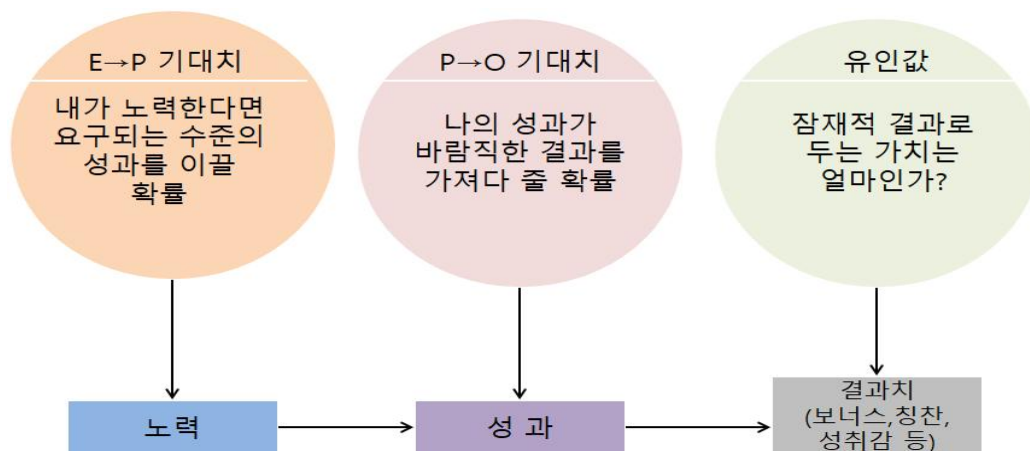 E→P 기대치
내가 노력한다면
요구되는 수준의
성과를 이끌
확률
P→O 기대치
나의 성과가
바람직한 결과를
가져다 줄 확률
유인값
잠재적 결과로
두는 가치는
얼마인가?
노력
성 과
결과치
(보너스,칭찬,
성취감 등)